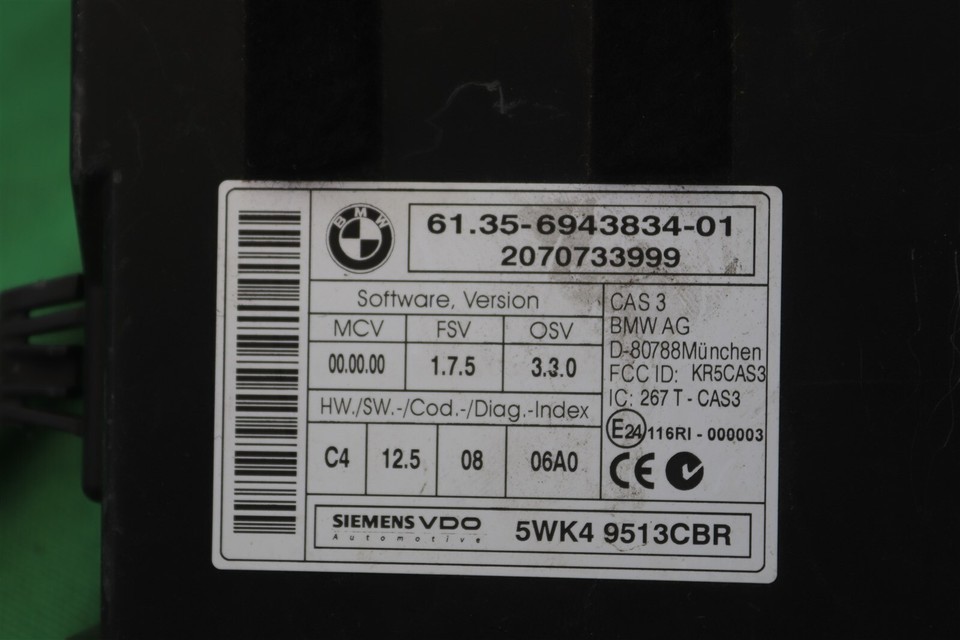 BMW
61.35-6943834-01
2070733999
Software, Version
MCV FSV OSV
00.00.00 1.7.5 3.3.0
HW./SW.-/Cod.-/Diag.-Index
C4 12.5 08 06A0
CAS 3
BMW AG
D-80788München
FCC ID: KR5CAS3
IC: 267 T - CAS3
E24 116RI - 000003
CE
SIEMENS VDO
Automotive
5WK4 9513CBR